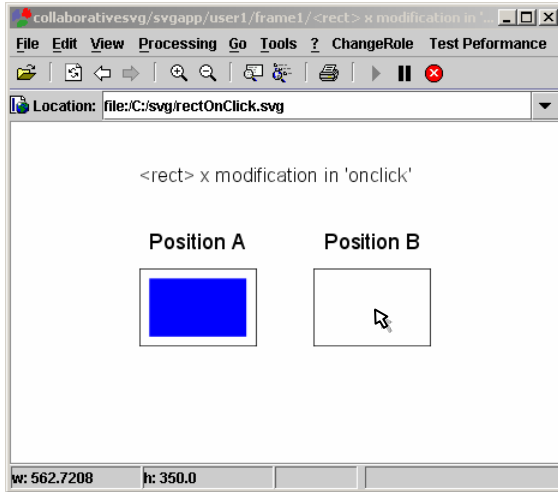 collaborativesvg/svgapp/user1/frame1/<rect> x modification in '...
File Edit View Processing Go Tools ? ChangeRole Test Peformance
Location: file:/C:/svg/rectOnClick.svg
<rect> x modification in 'onclick'
Position A Position B
w: 562.7208 h: 350.0